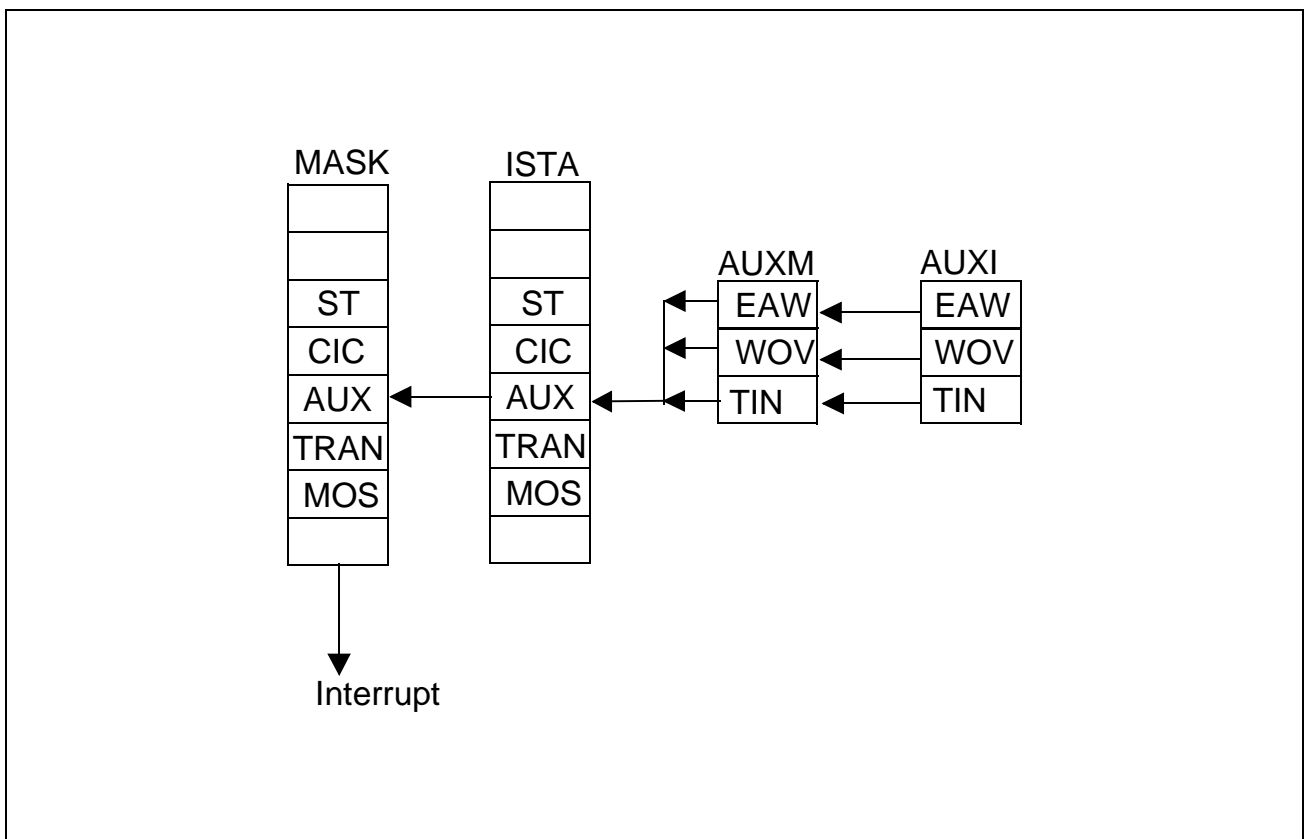 MASK
ST
CIC
AUX
TRAN
MOS
Interrupt
ISTA
ST
CIC
AUX
TRAN
MOS
AUXM
EAW
WOV
TIN
AUXI
EAW
WOV
TIN